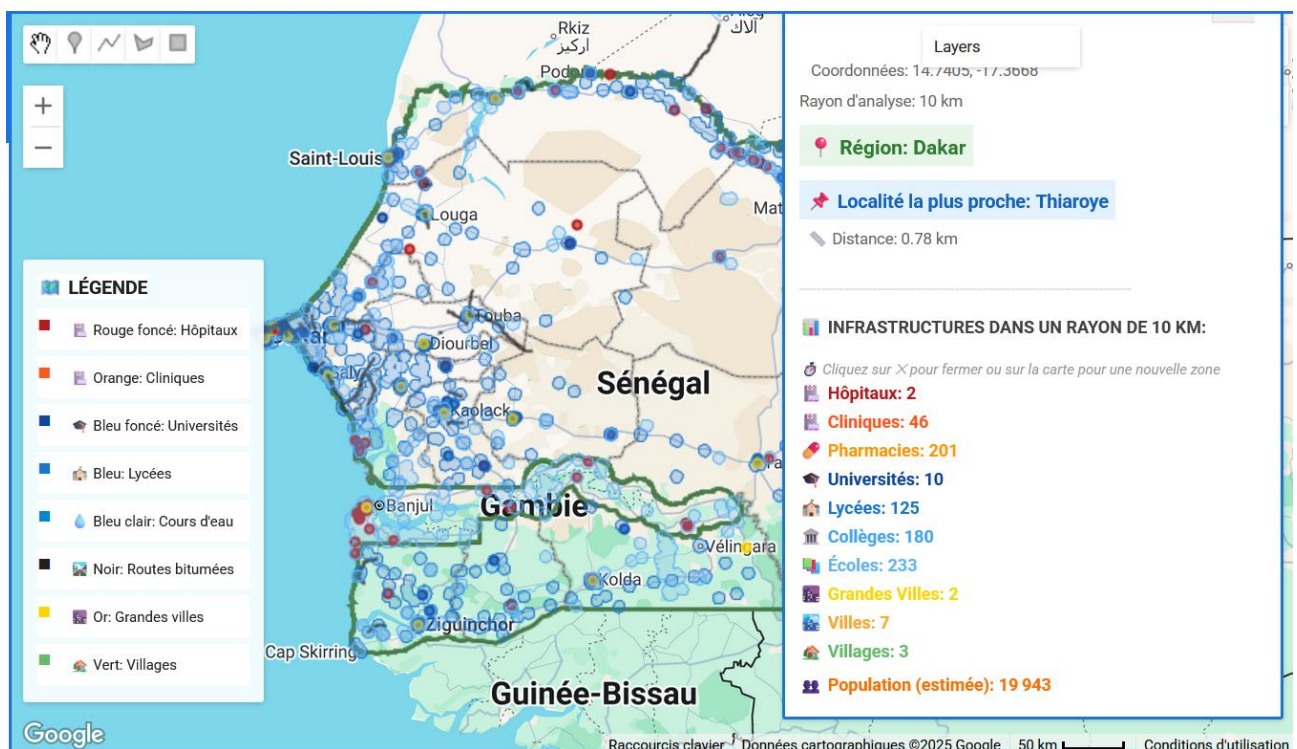 Rkiz
اركيز
الاك
Podor
Saint-Louis
Louga
Mat
Touba
Diourbel
Saly
Kaolack
Sénégal
Banjul
Gambie
Vélingara
Kolda
Ziguinchor
Cap Skirring
Guinée-Bissau
LÉGENDE
Rouge foncé: Hôpitaux
Orange: Cliniques
Bleu foncé: Universités
Bleu: Lycées
Bleu clair: Cours d'eau
Noir: Routes bitumées
Or: Grandes villes
Vert: Villages
Google
Layers
Coordonnées: 14.7405, -17.3668
Rayon d'analyse: 10 km
Région: Dakar
Localité la plus proche: Thiaroye
Distance: 0.78 km
INFRASTRUCTURES DANS UN RAYON DE 10 KM:
Cliquez sur ✕ pour fermer ou sur la carte pour une nouvelle zone
Hôpitaux: 2
Cliniques: 46
Pharmacies: 201
Universités: 10
Lycées: 125
Collèges: 180
Écoles: 233
Grandes Villes: 2
Villes: 7
Villages: 3
Population (estimée): 19 943
Raccourcis clavier Données cartographiques ©2025 Google 50 km Conditions d'utilisation